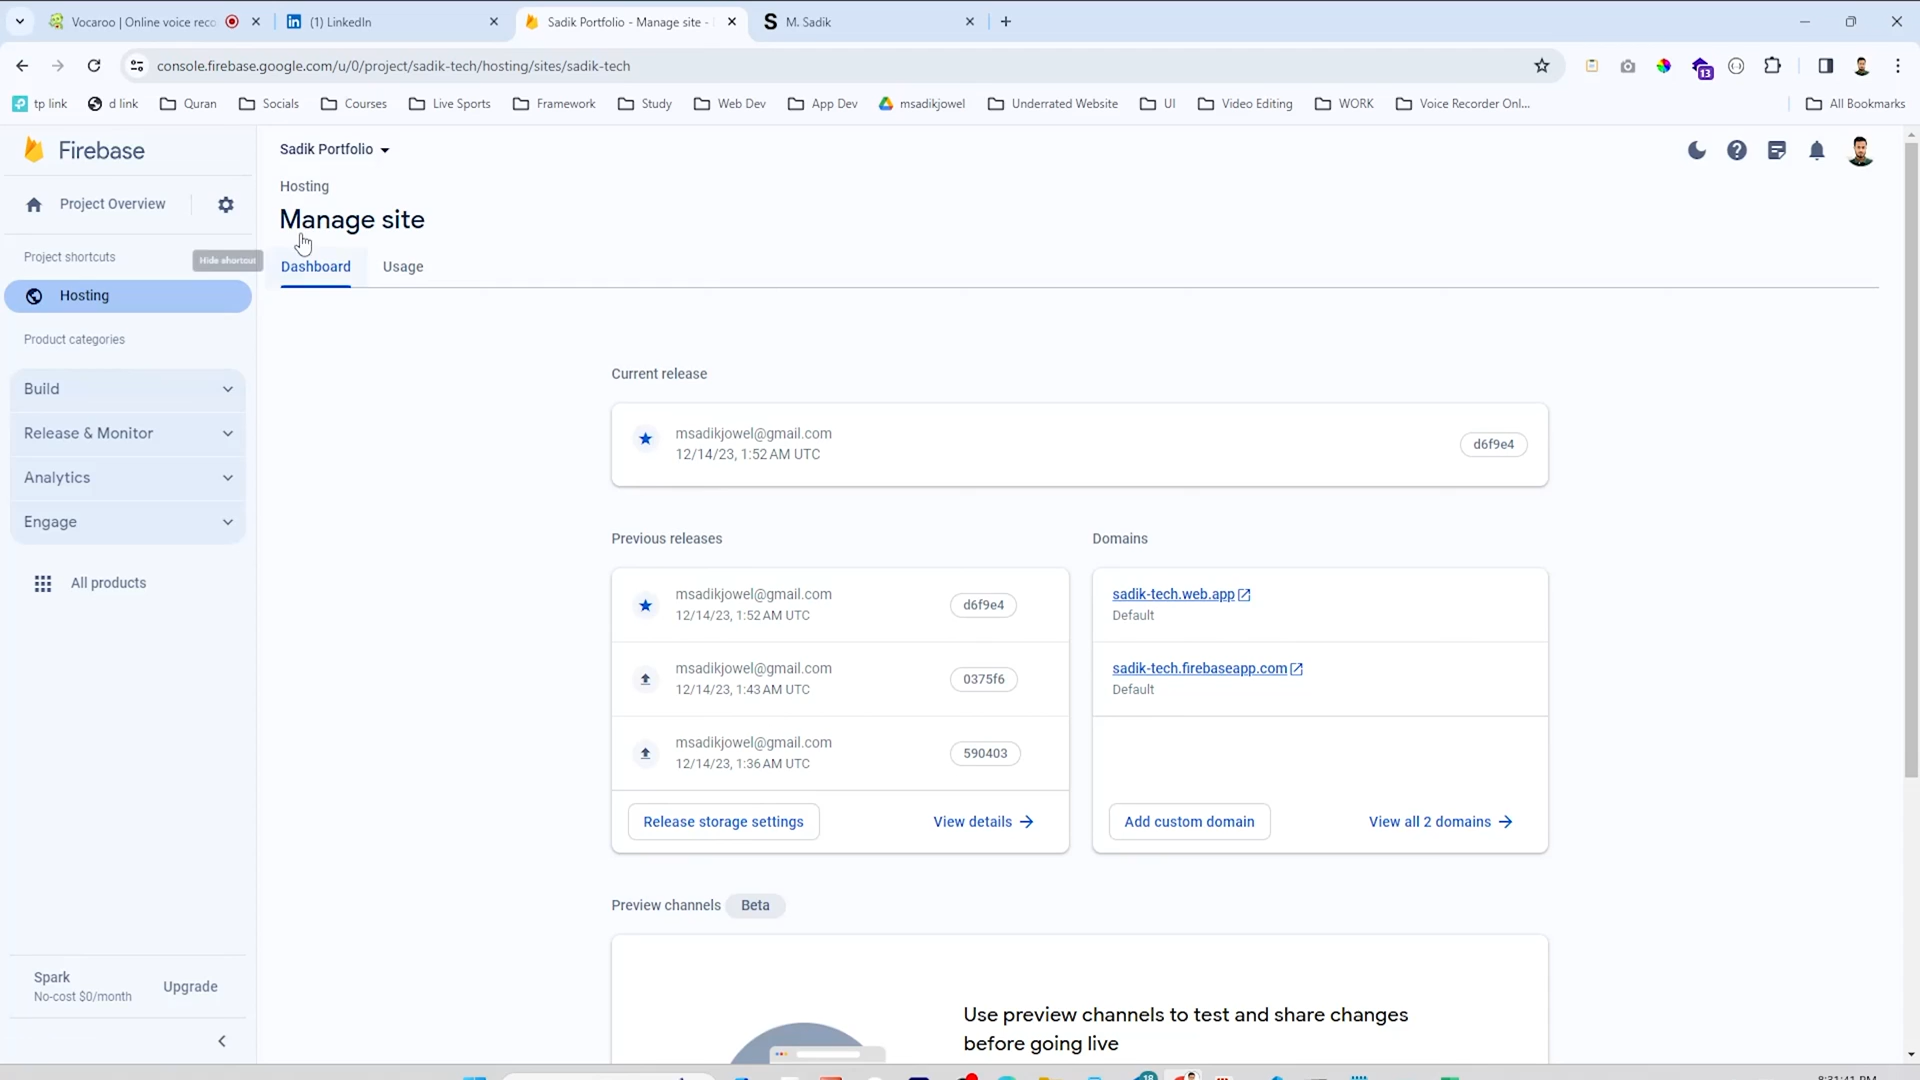 Vocaroo | Online voice reco
(1) LinkedIn
Sadik Portfolio - Manage site -
M. Sadik
console.firebase.google.com/u/0/project/sadik-tech/hosting/sites/sadik-tech
13
tp link
d link
Quran
Socials
Courses
Live Sports
Framework
Study
Web Dev
App Dev
msadikjowel
Underrated Website
UI
Video Editing
WORK
Voice Recorder Onl...
All Bookmarks
Firebase
Sadik Portfolio
Project Overview
Hosting
Manage site
Project shortcuts
Hide shortcut
Dashboard
Usage
Hosting
Product categories
Build
Release & Monitor
Analytics
Engage
All products
Spark
No-cost $0/month
Upgrade
Current release
msadikjowel@gmail.com
12/14/23, 1:52 AM UTC
d6f9e4
Previous releases
msadikjowel@gmail.com
12/14/23, 1:52 AM UTC
d6f9e4
msadikjowel@gmail.com
12/14/23, 1:43 AM UTC
0375f6
msadikjowel@gmail.com
12/14/23, 1:36 AM UTC
590403
Release storage settings
View details
Domains
sadik-tech.web.app
Default
sadik-tech.firebaseapp.com
Default
Add custom domain
View all 2 domains
Preview channels
Beta
Use preview channels to test and share changes
before going live